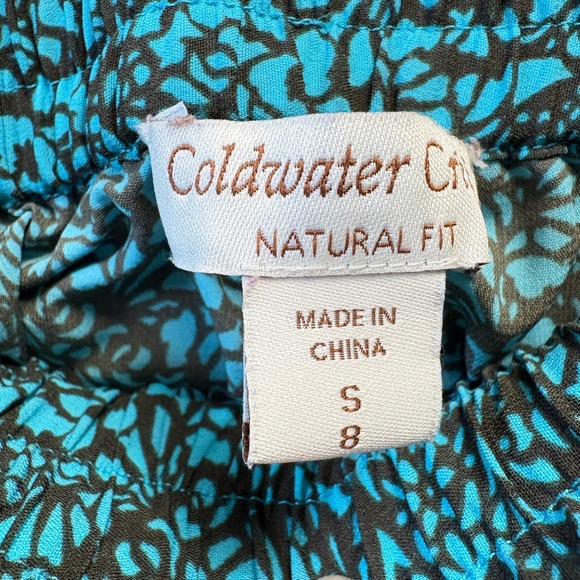 Coldwater Cr
NATURAL FIT
MADE IN
CHINA
S
8